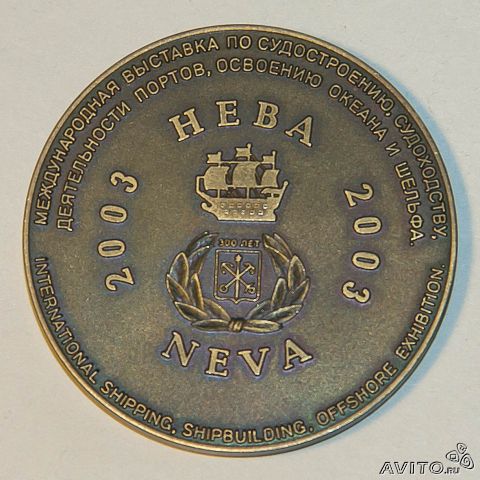 МЕЖДУНАРОДНАЯ ВЫСТАВКА ПО СУДОСТРОЕНИЮ, СУДОХОДСТВУ,
ДЕЯТЕЛЬНОСТИ ПОРТОВ, ОСВОЕНИЮ ОКЕАНА И ШЕЛЬФА.
НЕВА
2003
2003
300 ЛЕТ
NEVA
INTERNATIONAL SHIPPING, SHIPBUILDING, OFFSHORE EXHIBITION.
AVITO.ru